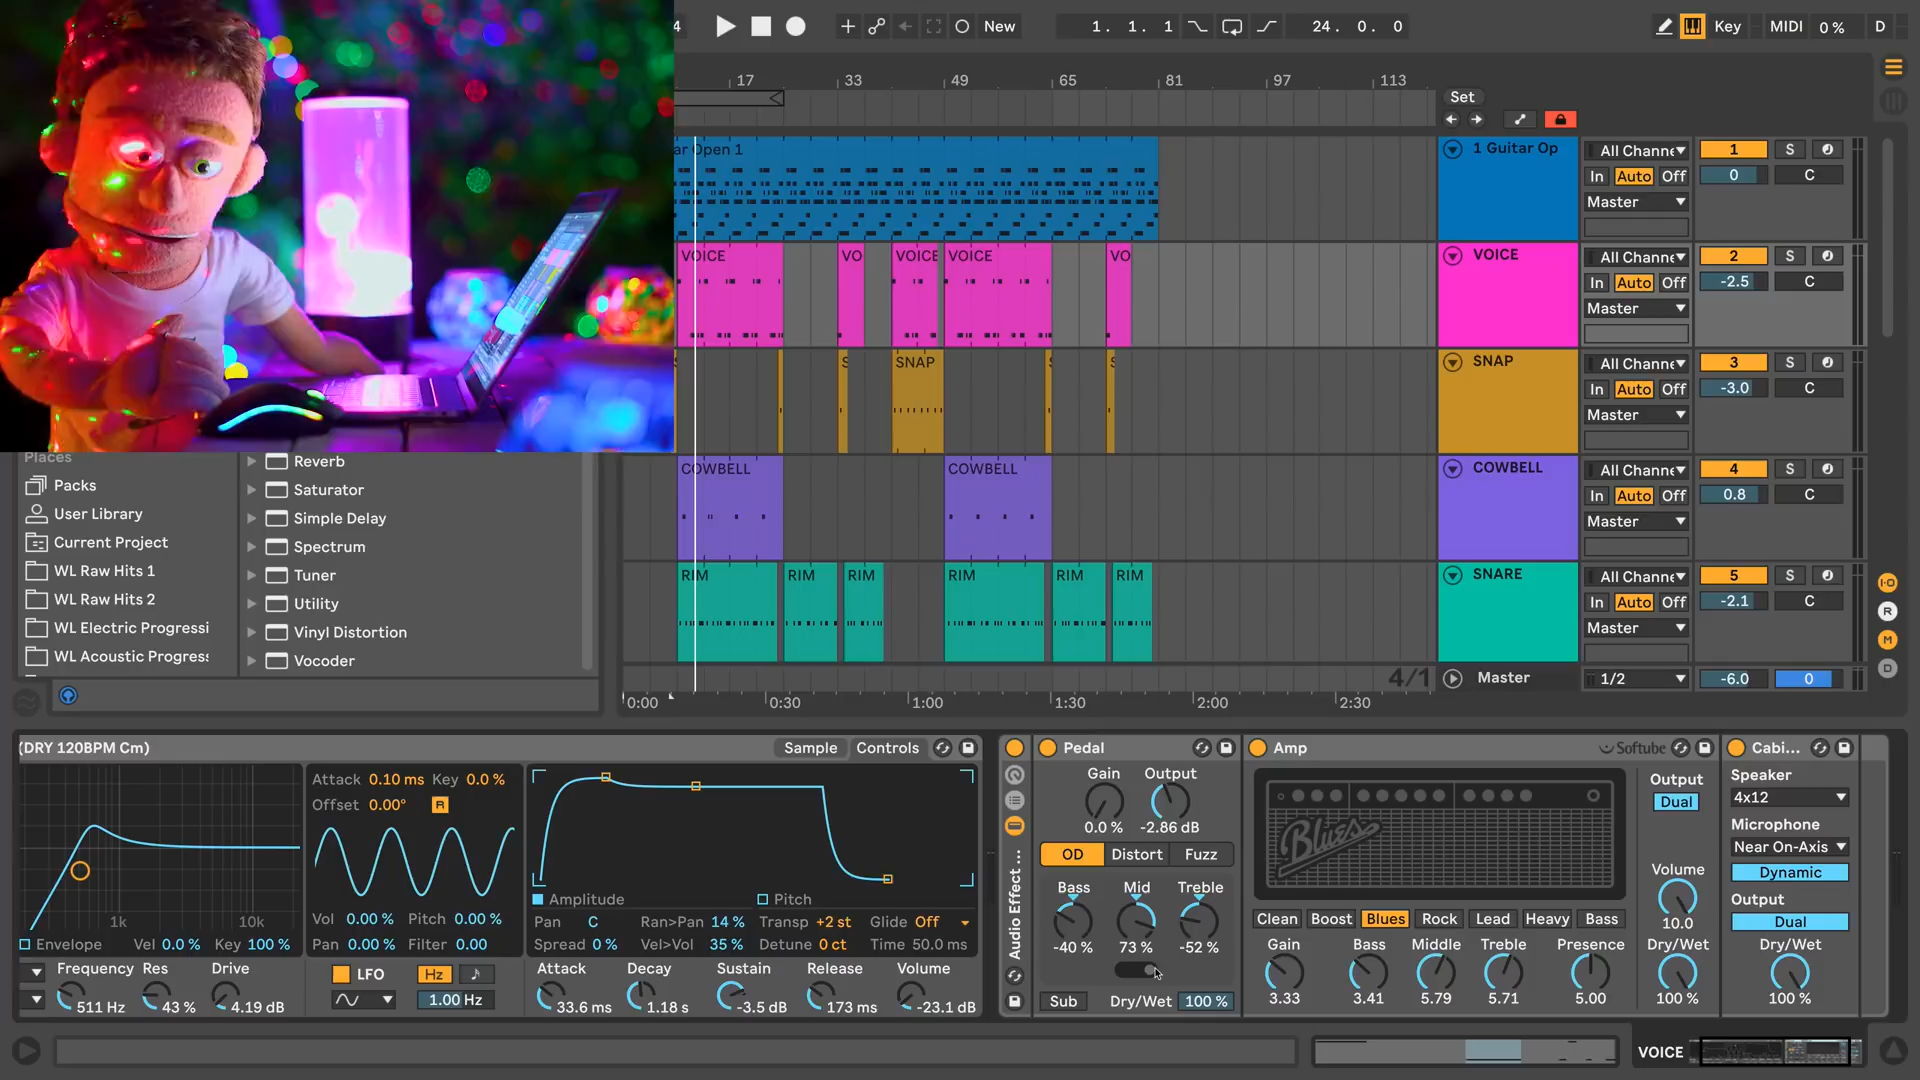 4
New
1. 1. 1
24. 0. 0
Key
MIDI
0 %
D
17 33 49 65 81 97 113
Set
ar Open 1
1 Guitar Op
All Channe
1
S
In Auto Off
0
C
Master
VOICE VO VOICE VOICE VO
VOICE
All Channe
2
S
In Auto Off
-2.5
C
Master
S S SNAP S S
SNAP
All Channe
3
S
In Auto Off
-3.0
C
Master
COWBELL COWBELL
COWBELL
All Channe
4
S
In Auto Off
0.8
C
Master
RIM RIM RIM RIM RIM RIM
SNARE
All Channe
5
S
In Auto Off
-2.1
C
Master
I·O
R
M
D
4/1
Master
1/2
-6.0
0
0:00 0:30 1:00 1:30 2:00 2:30
Places
Packs
User Library
Current Project
WL Raw Hits 1
WL Raw Hits 2
WL Electric Progressi
WL Acoustic Progres
Reverb
Saturator
Simple Delay
Spectrum
Tuner
Utility
Vinyl Distortion
Vocoder
(DRY 120BPM Cm)
Sample Controls
Attack 0.10 ms Key 0.0 %
Offset 0.00° R
1k 10k
Vol 0.00 % Pitch 0.00 %
Pan 0.00 % Filter 0.00
Envelope Vel 0.0 % Key 100 %
Frequency Res Drive
511 Hz 43 % 4.19 dB
LFO Hz
1.00 Hz
Amplitude Pitch
Pan C Ran>Pan 14 % Transp +2 st Glide Off
Spread 0 % Vel>Vol 35 % Detune 0 ct Time 50.0 ms
Attack Decay Sustain Release Volume
33.6 ms 1.18 s -3.5 dB 173 ms -23.1 dB
Audio Effect ...
Pedal
Gain Output
0.0 % -2.86 dB
OD Distort Fuzz
Bass Mid Treble
-40 % 73 % -52 %
Sub Dry/Wet 100 %
Amp
Softube
Blues
Output
Dual
Volume
10.0
Clean Boost Blues Rock Lead Heavy Bass
Gain Bass Middle Treble Presence Dry/Wet
3.33 3.41 5.79 5.71 5.00 100 %
Cabi...
Speaker
4x12
Microphone
Near On-Axis
Dynamic
Output
Dual
Dry/Wet
100 %
VOICE